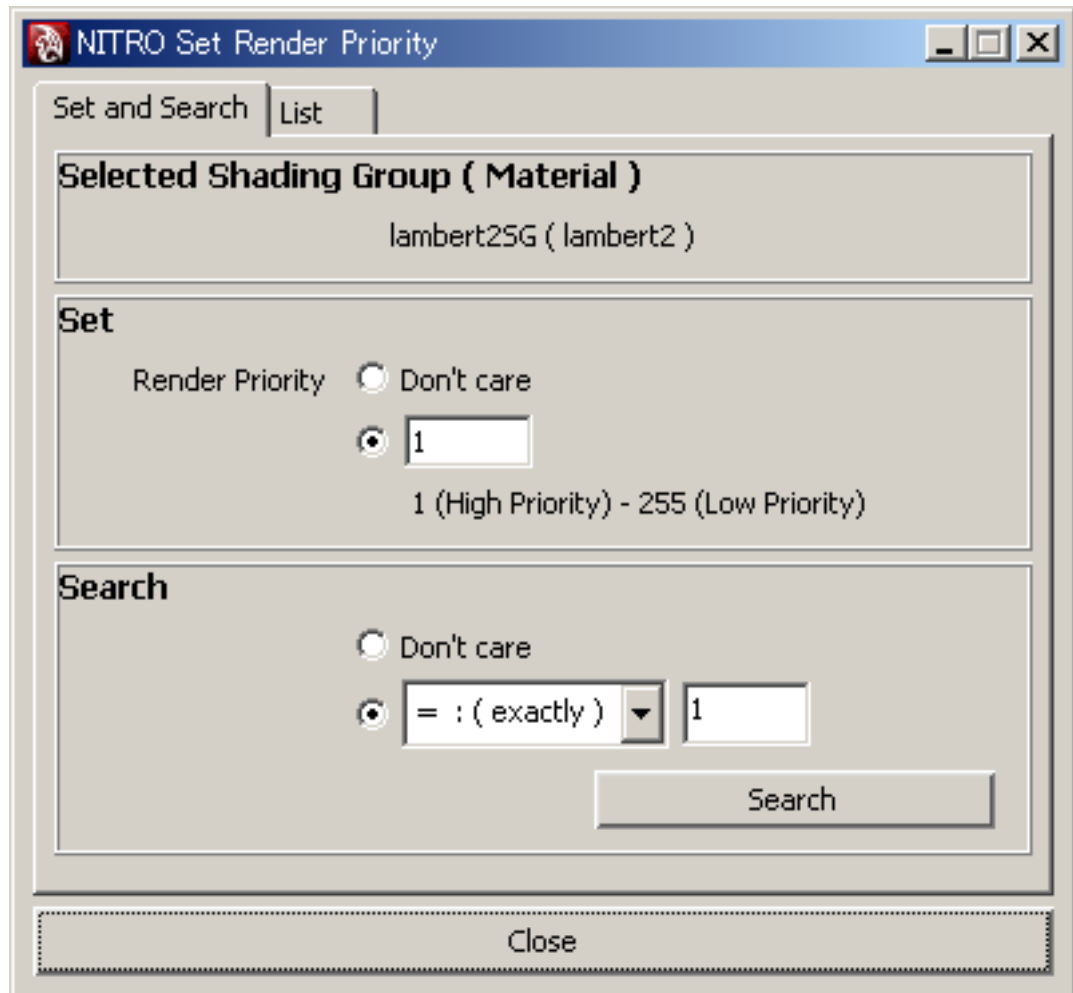 NITRO Set Render Priority
Set and Search List
Selected Shading Group ( Material )
lambert2SG ( lambert2 )
Set
Render Priority Don't care
1
1 (High Priority) - 255 (Low Priority)
Search
Don't care
= : ( exactly ) 1
Search
Close